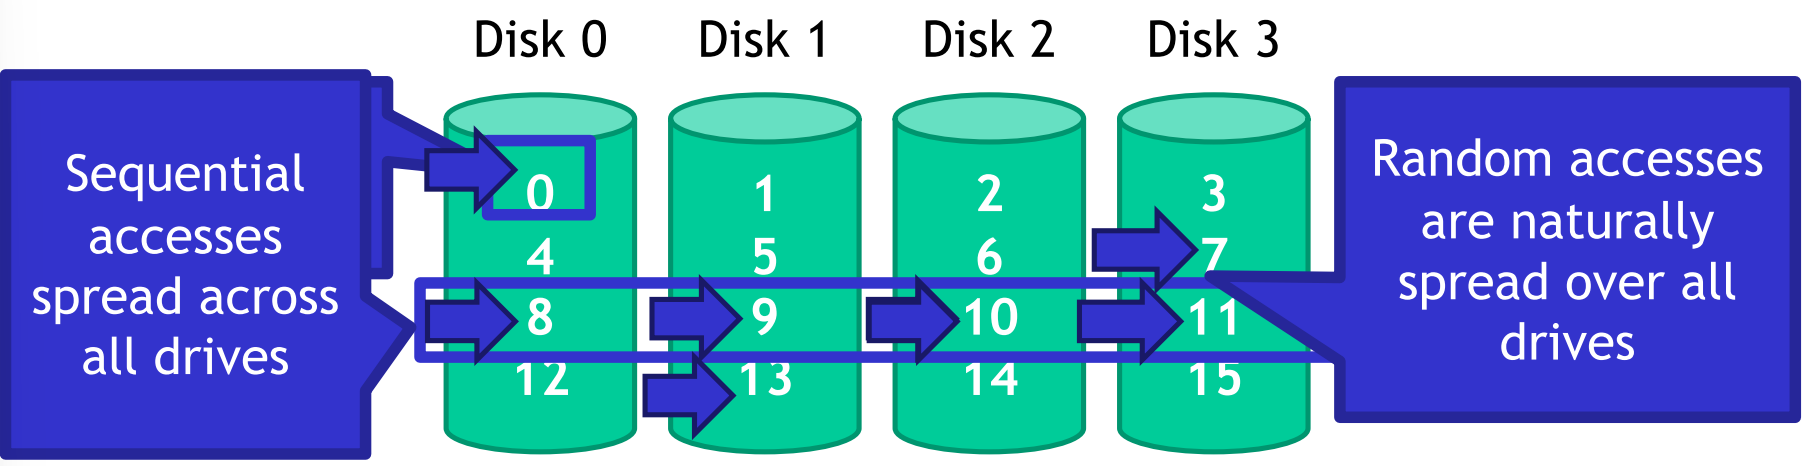 Disk 0 Disk 1 Disk 2 Disk 3
Sequential
accesses
spread across
all drives
0 1 2 3
4 5 6 7
8 9 10 11
12 13 14 15
Random accesses
are naturally
spread over all
drives